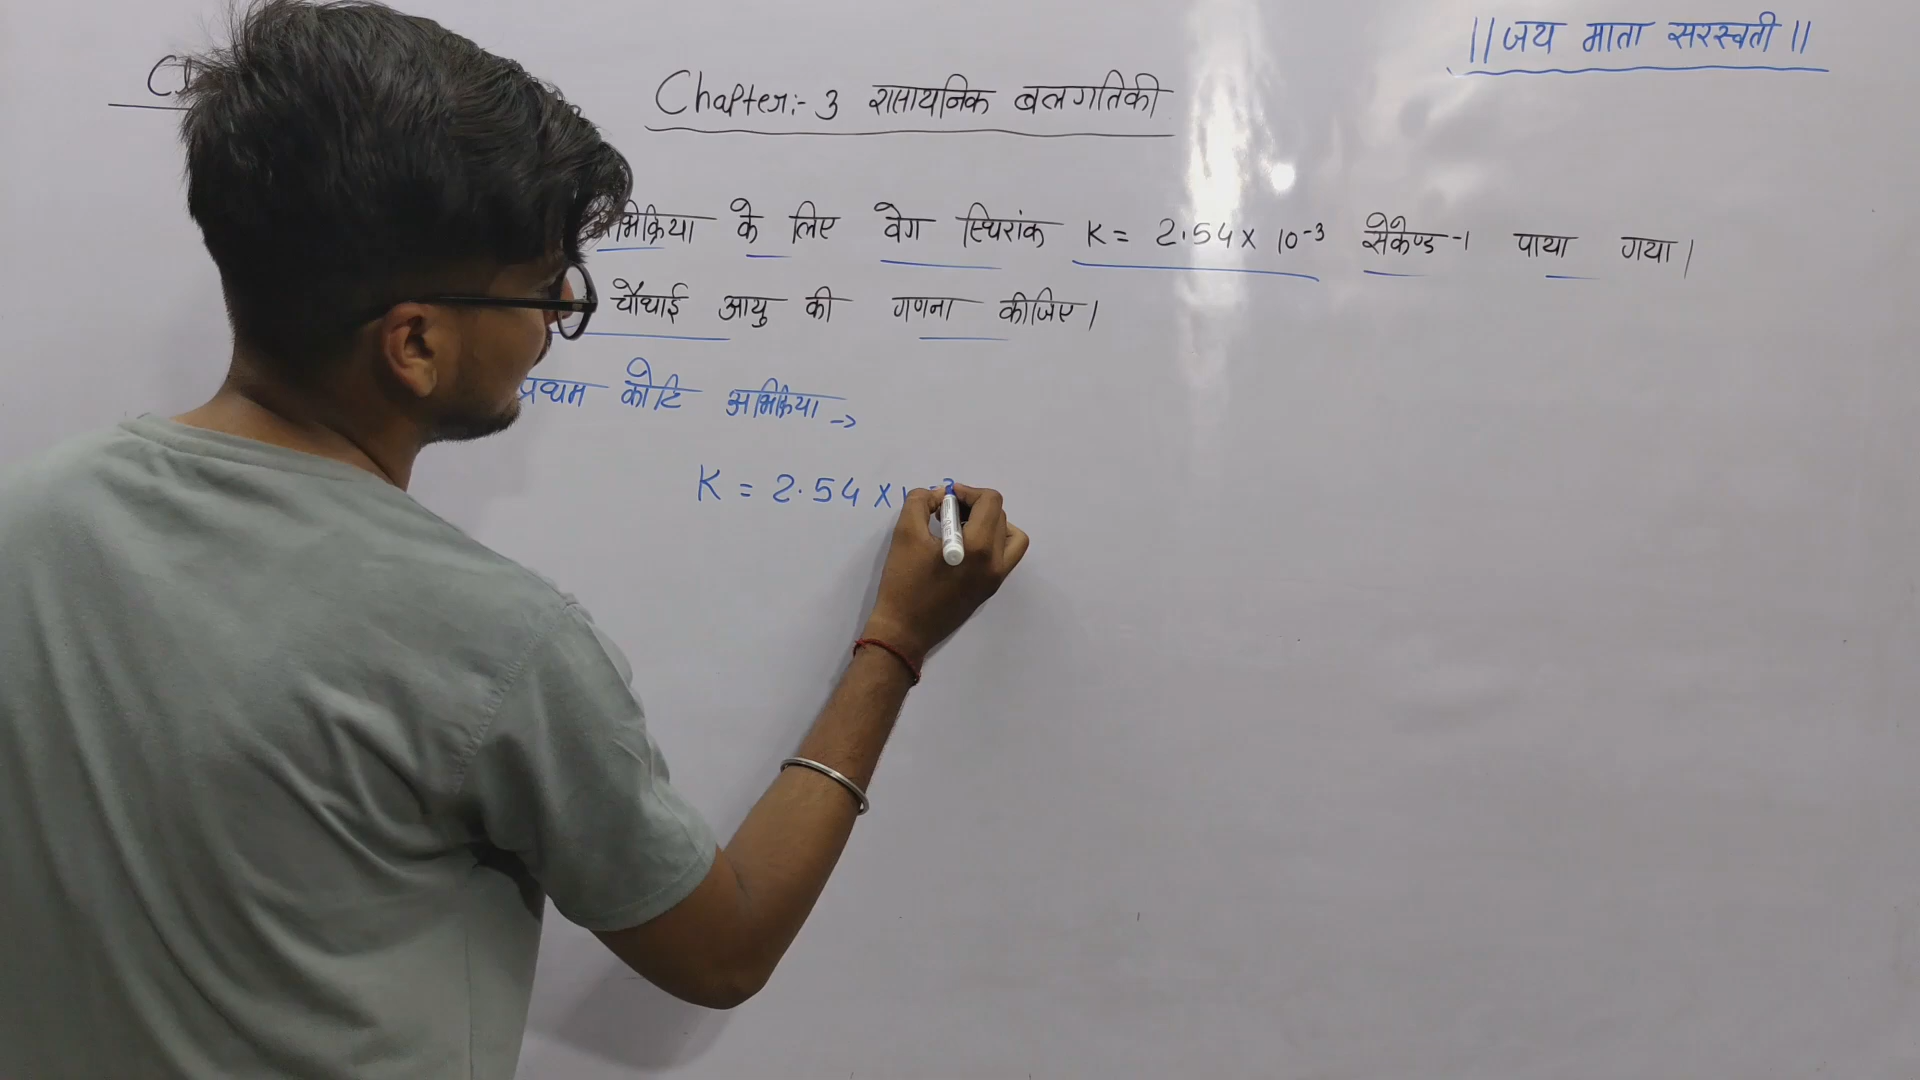 || जय माता सरस्वती ||
Chapter:- 3 रासायनिक बलगतिकी
अभिक्रिया के लिए वेग स्थिरांक K = 2.54 x 10⁻³ सेकेण्ड⁻¹ पाया गया।
चौथाई आयु की गणना कीजिए।
प्रथम कोटि अभिक्रिया →
K = 2.54 x